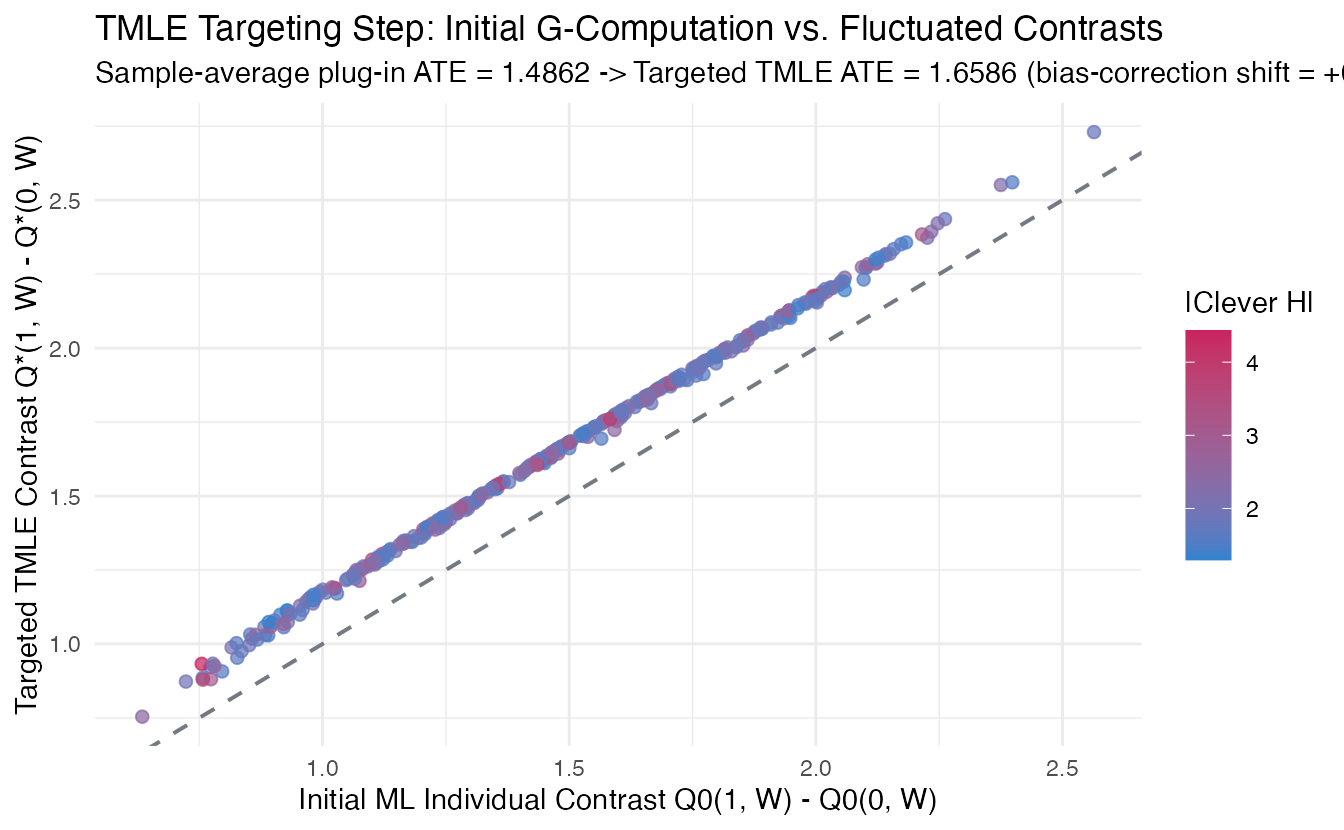 TMLE Targeting Step: Initial G-Computation vs. Fluctuated Contrasts
Sample-average plug-in ATE = 1.4862 -> Targeted TMLE ATE = 1.6586 (bias-correction shift = +
Targeted TMLE Contrast Q*(1, W) - Q*(0, W)
2.5
2.0
1.5
1.0
1.0
1.5
2.0
2.5
Initial ML Individual Contrast Q0(1, W) - Q0(0, W)
|Clever H|
4
3
2